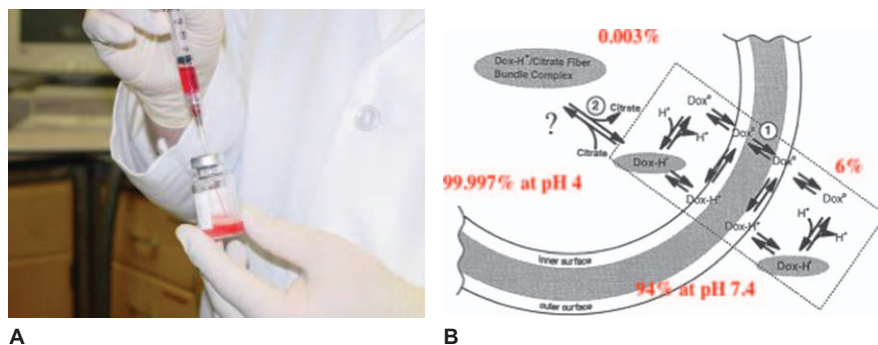 A
0.003%
Dox-H⁺/Citrate Fiber
Bundle Complex
②
Citrate
?
Citrate
H⁺
Dox⁰
H⁺
Dox-H⁺
Dox-H⁺
99.997% at pH 4
Dox⁰
①
Dox⁰
6%
Dox⁰
H⁺
H⁺
Dox-H⁺
Dox-H⁺
inner surface
94% at pH 7.4
outer surface
B